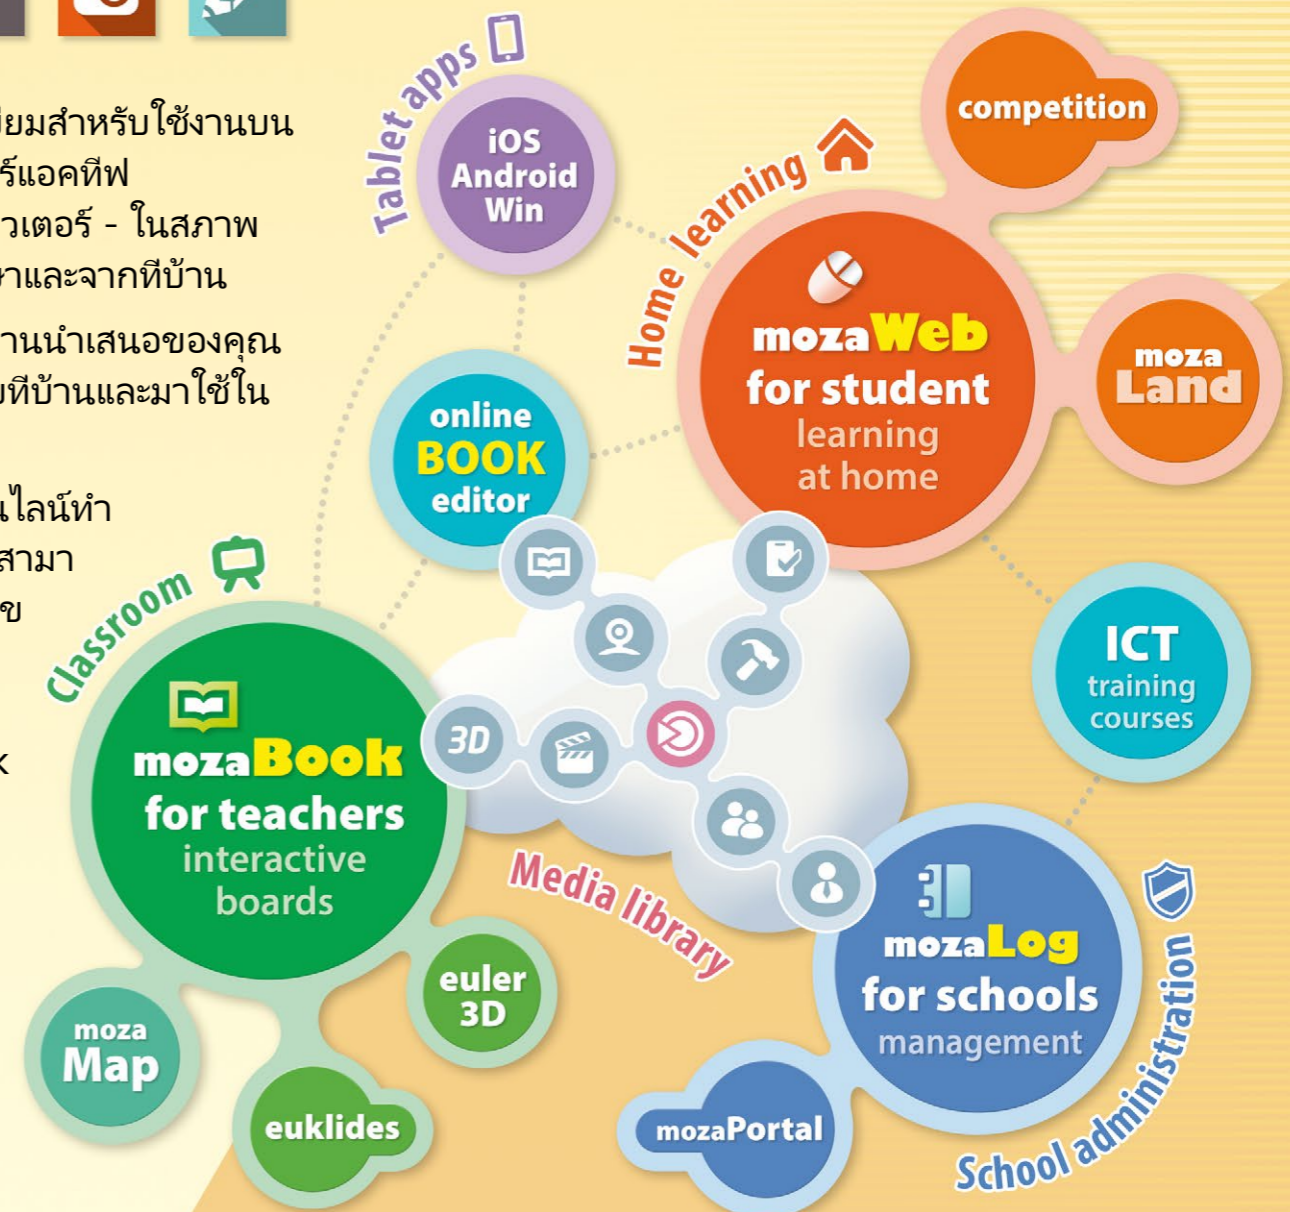 ยมสำหรับใช้งานบน
ร์แอคทีฟ
วเตอร์ - ในสภาพ
าและจากทีบ้าน
านนำเสนอของคุณ
ทีบ้านและมาใช้ใน
นไลน์ทำ
สามา
ข
k
Tablet apps
iOS
Android
Win
competition
Home learning
mozaWeb
for student
learning
at home
moza
Land
online
BOOK
editor
Classroom
ICT
training
courses
mozaBook
for teachers
interactive
boards
3D
Media library
mozaLog
for schools
management
School administration
euler
3D
moza
Map
euklides
mozaPortal